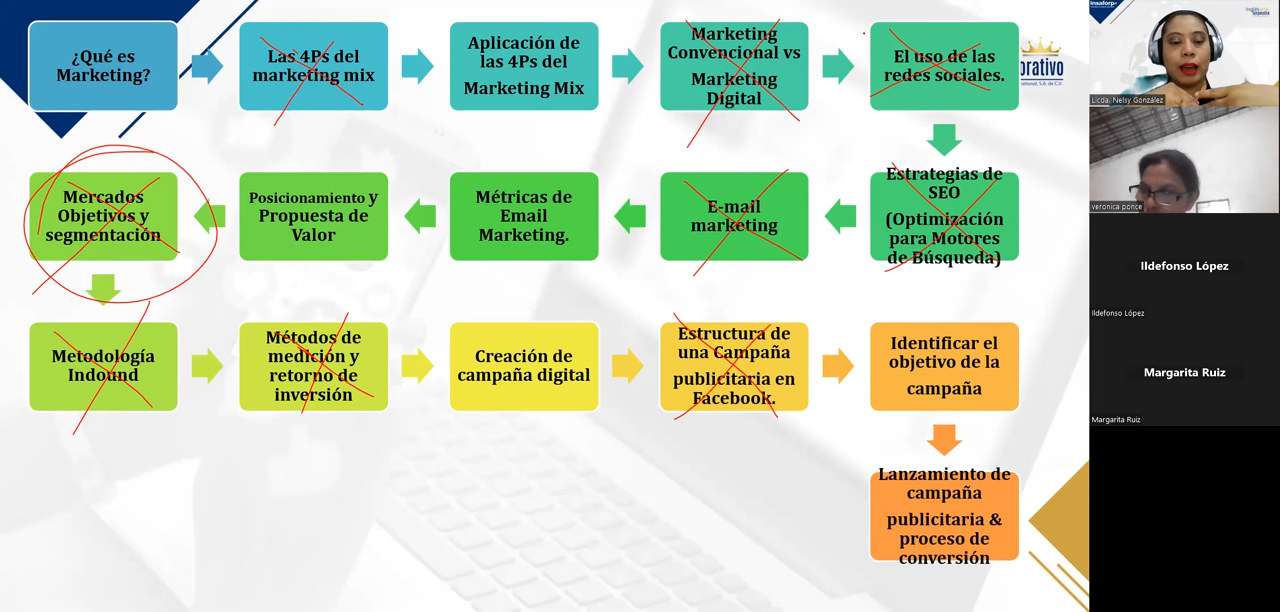 ¿Qué es
Marketing?
Las 4Ps del
marketing mix
Aplicación de
las 4Ps del
Marketing Mix
Marketing
Convencional vs
Marketing
Digital
El uso de las
redes sociales.
orativo
Estrategias de
SEO
(Optimización
para Motores
de Búsqueda)
E-mail
marketing
Métricas de
Email
Marketing.
Posicionamiento y
Propuesta de
Valor
Mercados
Objetivos y
segmentación
Metodología
Indound
Métodos de
medición y
retorno de
inversión
Creación de
campaña digital
Estructura de
una Campaña
publicitaria en
Facebook.
Identificar el
objetivo de la
campaña
Lanzamiento de
campaña
publicitaria &
proceso de
conversión
Insaforp
Licda. Nelsy González
veronica ponce
Ildefonso López
Ildefonso López
Margarita Ruiz
Margarita Ruiz